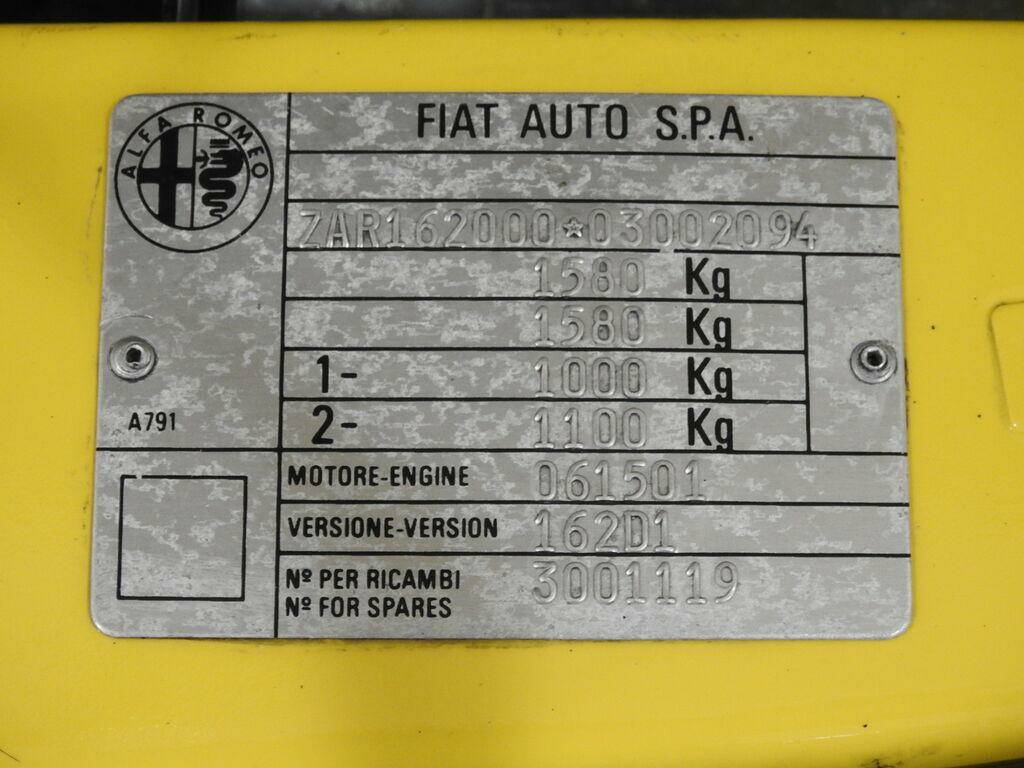 ALFA ROMEO
FIAT AUTO S.P.A.
ZAR162000*03002094
1580 Kg
1580 Kg
1- 1000 Kg
2- 1100 Kg
A791
MOTORE-ENGINE 061501
VERSIONE-VERSION 162D1
Nº PER RICAMBI 3001119
Nº FOR SPARES